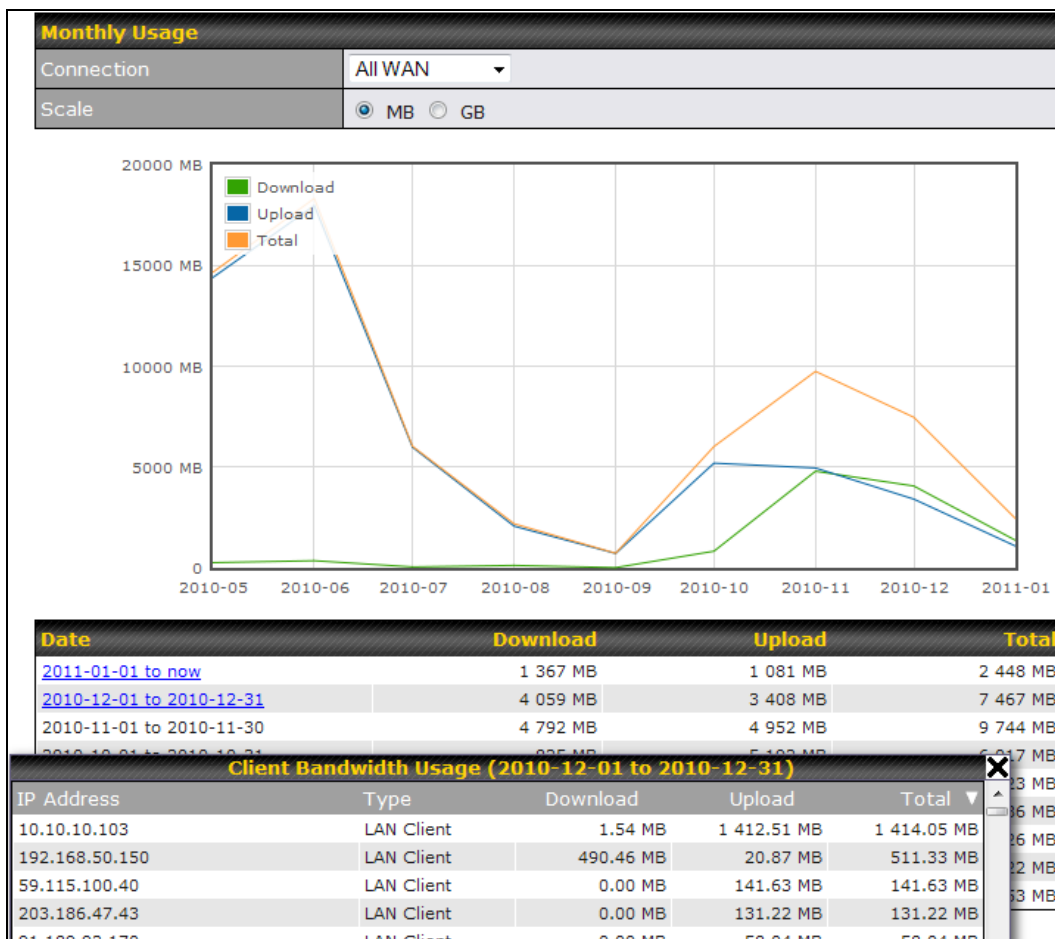 Monthly Usage
Connection All WAN
Scale MB GB
20000 MB
Download
Upload
Total
15000 MB
10000 MB
5000 MB
0
2010-05 2010-06 2010-07 2010-08 2010-09 2010-10 2010-11 2010-12 2011-01
Date Download Upload Total
2011-01-01 to now 1 367 MB 1 081 MB 2 448 MB
2010-12-01 to 2010-12-31 4 059 MB 3 408 MB 7 467 MB
2010-11-01 to 2010-11-30 4 792 MB 4 952 MB 9 744 MB
Client Bandwidth Usage (2010-12-01 to 2010-12-31)
IP Address Type Download Upload Total
10.10.10.103 LAN Client 1.54 MB 1 412.51 MB 1 414.05 MB
192.168.50.150 LAN Client 490.46 MB 20.87 MB 511.33 MB
59.115.100.40 LAN Client 0.00 MB 141.63 MB 141.63 MB
203.186.47.43 LAN Client 0.00 MB 131.22 MB 131.22 MB